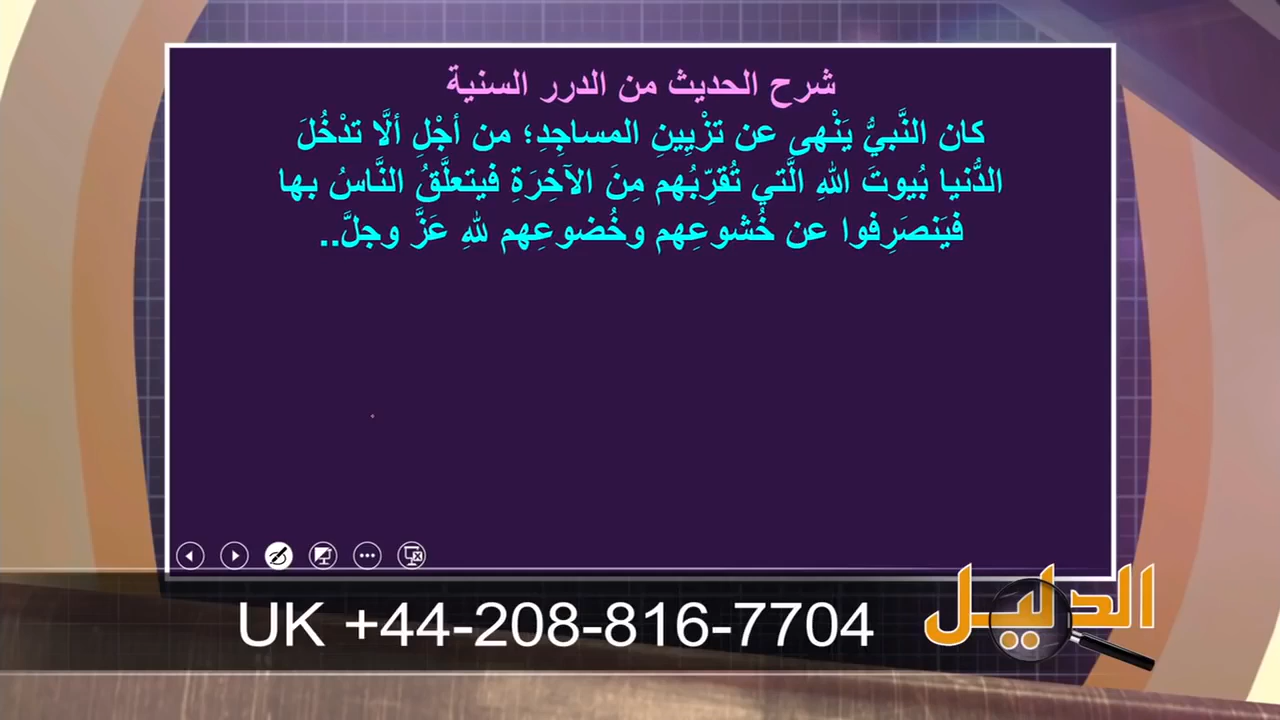 شرح الحديث من الدرر السنية
كان النَّبيُّ يَنْهى عن تزْيِينِ المساجِدِ؛ من أجْلِ ألَّا تدْخُلَ
الدُّنيا بُيوتَ اللهِ الَّتي تُقرِّبُهم مِنَ الآخِرَةِ فيتعلَّقُ النَّاسُ بها
فيَنصَرِفوا عن خُشوعِهم وخُضوعِهم للهِ عَزَّ وجلَّ..
UK +44-208-816-7704
الدليل